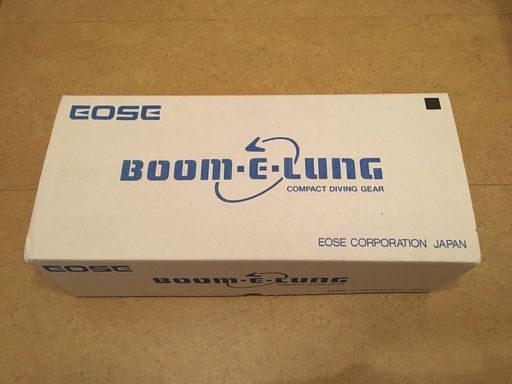 EOSE
BOOM·E·LUNG
COMPACT DIVING GEAR
EOSE CORPORATION JAPAN
EOSE
BOOM·E·LUNG